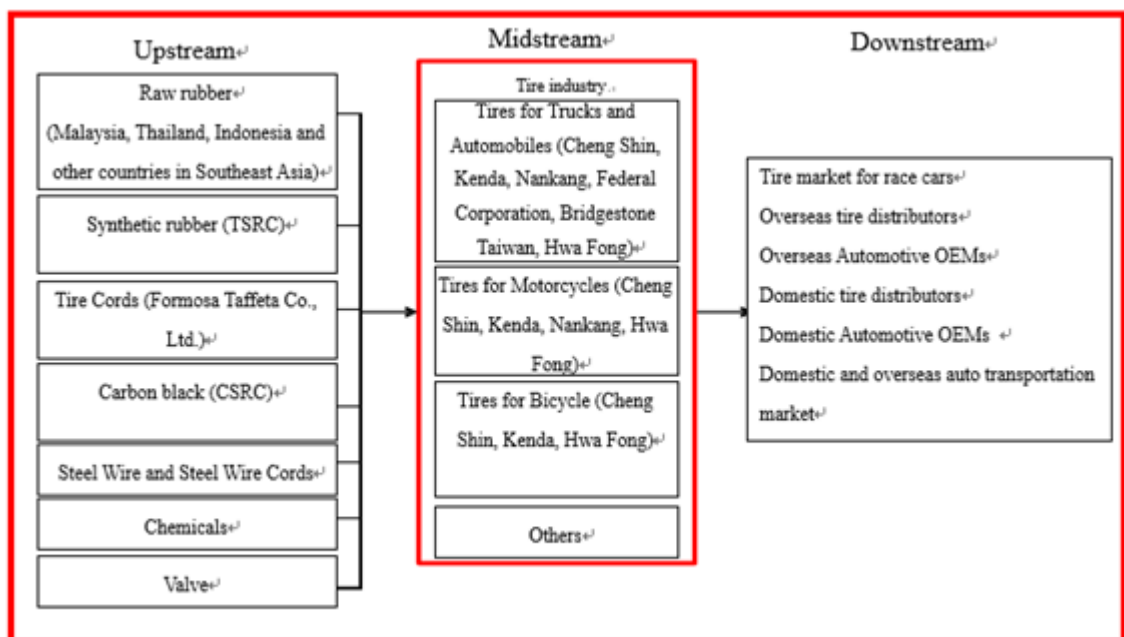 Upstream
Raw rubber
(Malaysia, Thailand, Indonesia and
other countries in Southeast Asia)
Synthetic rubber (TSRC)
Tire Cords (Formosa Taffeta Co.,
Ltd.)
Carbon black (CSRC)
Steel Wire and Steel Wire Cords
Chemicals
Valve
Midstream
Tire industry
Tires for Trucks and
Automobiles (Cheng Shin,
Kenda, Nankang, Federal
Corporation, Bridgestone
Taiwan, Hwa Fong)
Tires for Motorcycles (Cheng
Shin, Kenda, Nankang, Hwa
Fong)
Tires for Bicycle (Cheng
Shin, Kenda, Hwa Fong)
Others
Downstream
Tire market for race cars
Overseas tire distributors
Overseas Automotive OEMs
Domestic tire distributors
Domestic Automotive OEMs
Domestic and overseas auto transportation
market